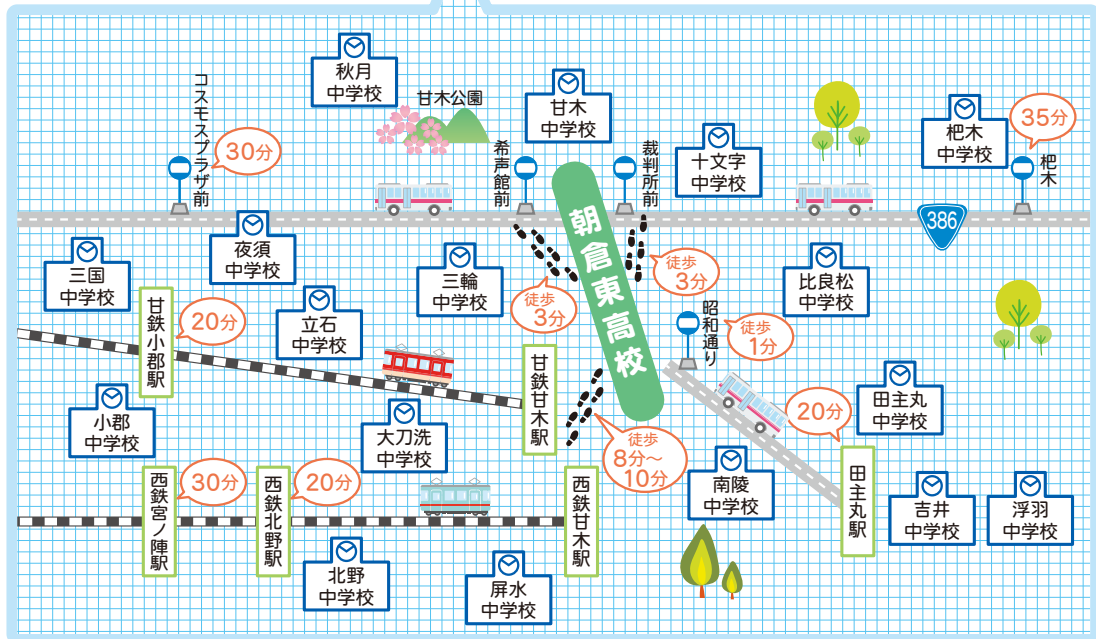 秋月
中学校
甘木公園
甘木
中学校
コスモスプラザ前
30分
希声館前
裁判所前
十文字
中学校
杷木
中学校
35分
杷木
386
朝倉東高校
三国
中学校
夜須
中学校
三輪
中学校
徒歩
3分
徒歩
3分
比良松
中学校
甘鉄小郡駅
20分
立石
中学校
昭和通り
徒歩
1分
甘鉄甘木駅
小郡
中学校
大刀洗
中学校
徒歩
8分~
10分
20分
田主丸
中学校
西鉄宮ノ陣駅
30分
西鉄北野駅
20分
西鉄甘木駅
南陵
中学校
田主丸駅
吉井
中学校
浮羽
中学校
北野
中学校
屏水
中学校